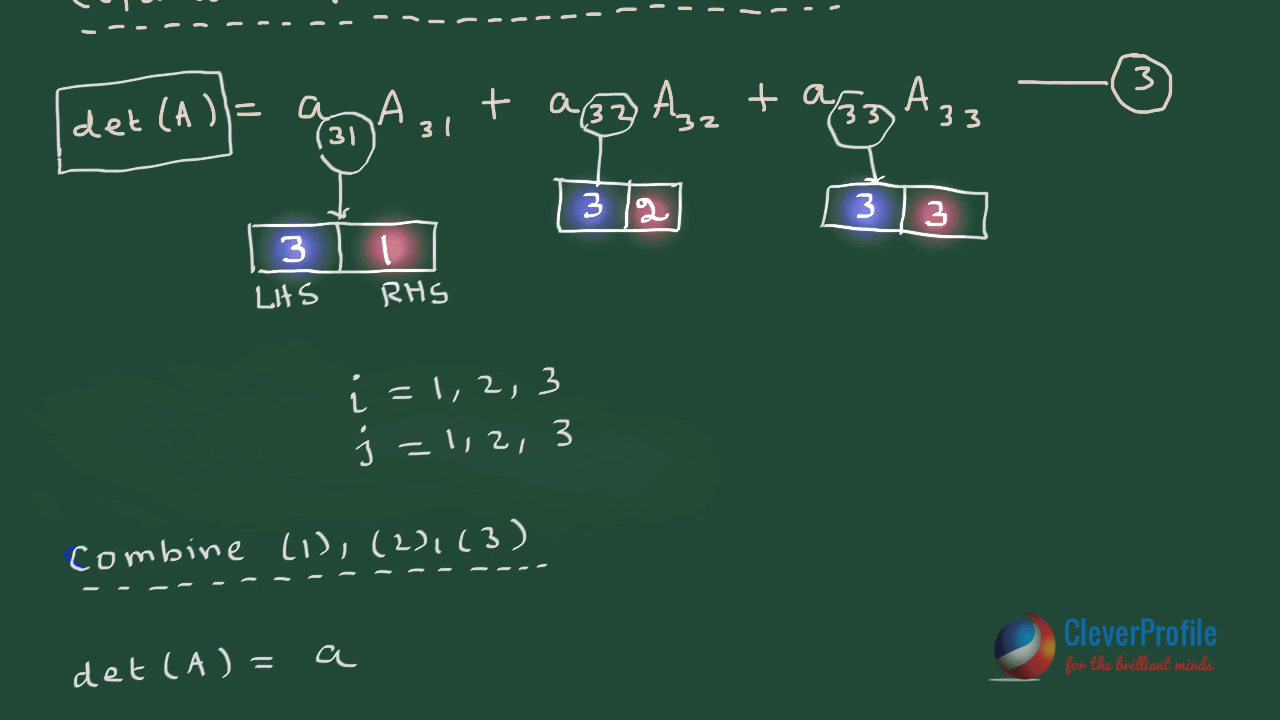 det(A) = a31 A31 + a32 A32 + a33 A33 — 3
3 1 3 2 3 3
LHS RHS
i = 1, 2, 3
j = 1, 2, 3
Combine (1), (2), (3)
det(A) = a
CleverProfile
for the brilliant minds